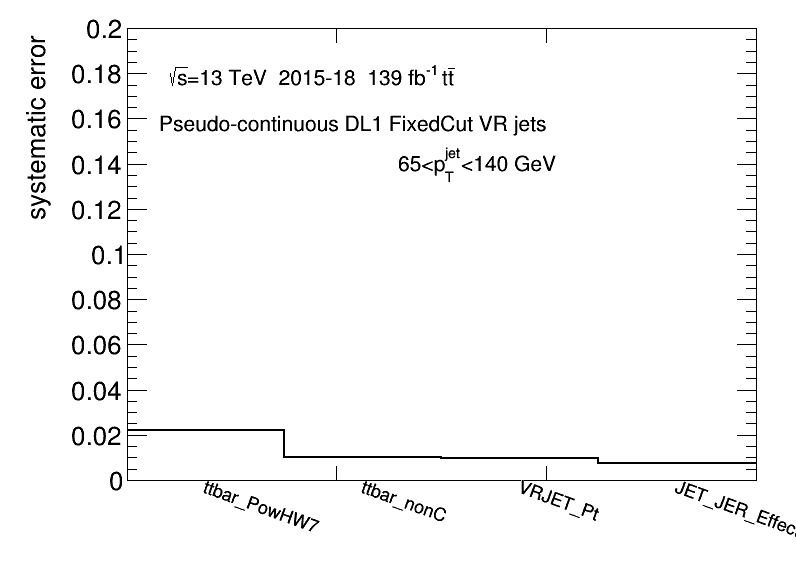 systematic error
0.2
0.18
0.16
0.14
0.12
0.1
0.08
0.06
0.04
0.02
0
√s=13 TeV 2015-18 139 fb⁻¹ tt̄
Pseudo-continuous DL1 FixedCut VR jets
65<p_T^jet<140 GeV
ttbar_PowHW7
ttbar_nonC
VRJET_Pt
JET_JER_Effec